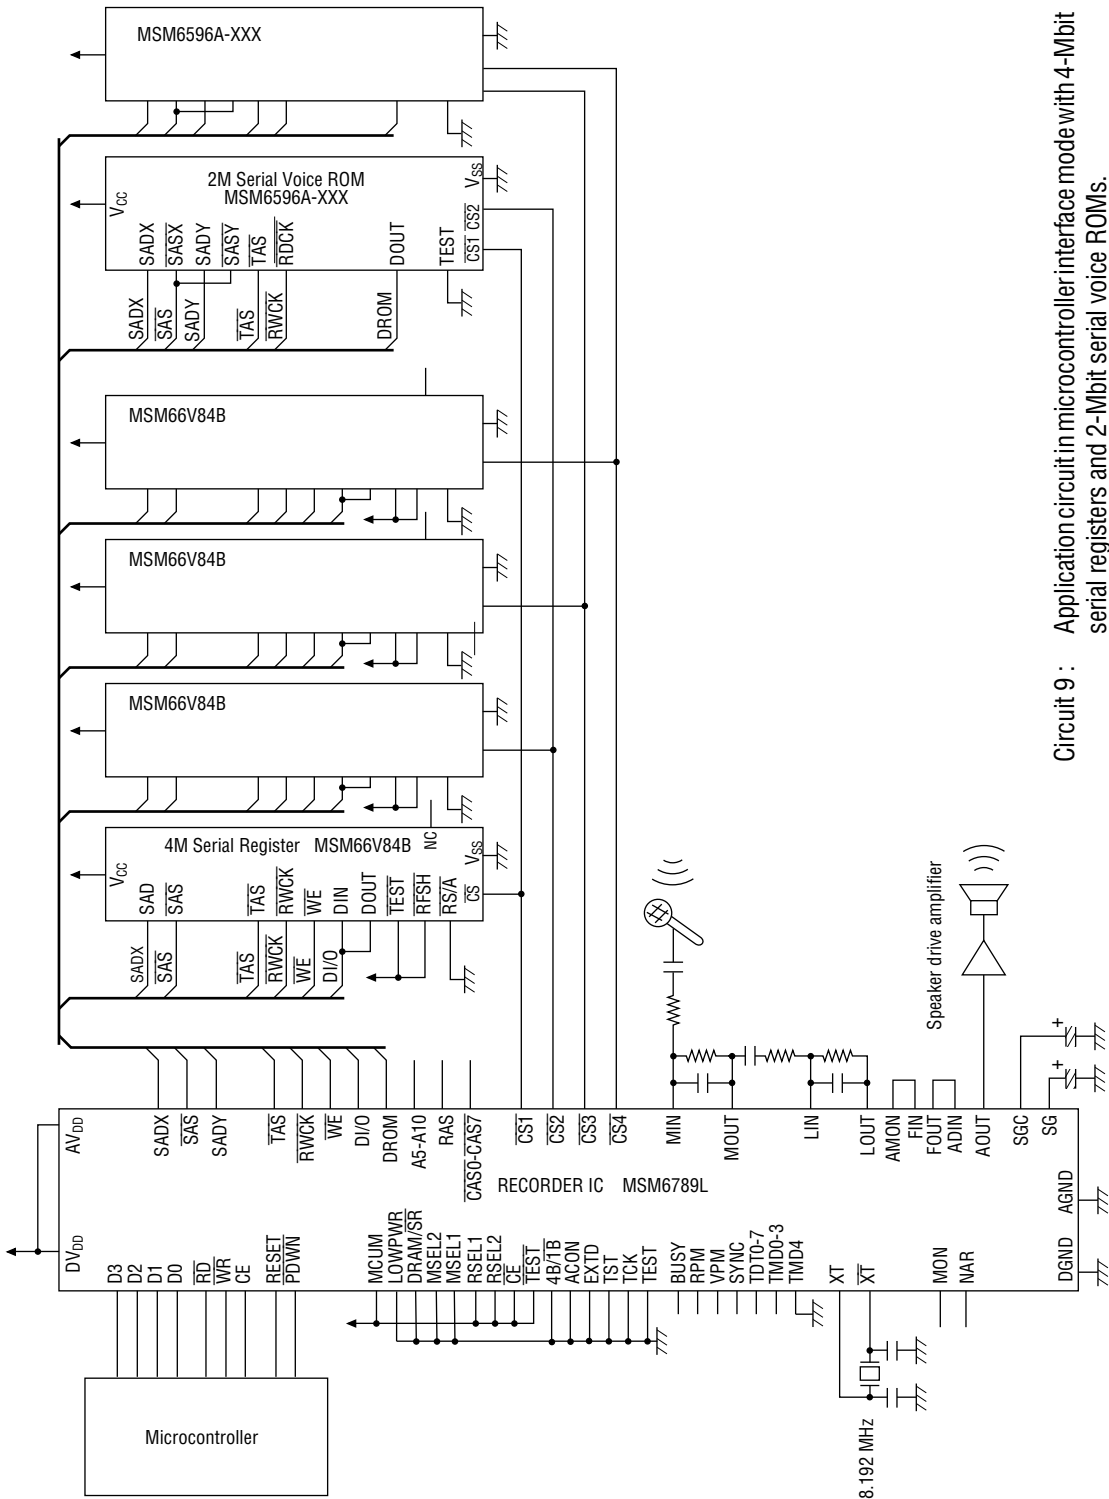 MSM6596A-XXX
2M Serial Voice ROM
MSM6596A-XXX
VCC
SADX
SASX
SADY
SASY
TAS
RDCK
DOUT
TEST
CS1
CS2
VSS
SADX
SAS
SADY
TAS
RWCK
DROM
MSM66V84B
MSM66V84B
MSM66V84B
4M Serial Register MSM66V84B
NC
VCC
SAD
SAS
TAS
RWCK
WE
DIN
DOUT
TEST
RFSH
RS/A
CS
VSS
SADX
SAS
TAS
RWCK
WE
DI/O
Speaker drive amplifier
AVDD
SADX
SAS
SADY
TAS
RWCK
WE
DI/O
DROM
A5-A10
RAS
CAS0-CAS7
CS1
CS2
CS3
CS4
MIN
MOUT
LIN
LOUT
AMON
FIN
FOUT
ADIN
AOUT
SGC
SG
RECORDER IC MSM6789L
DVDD
D3
D2
D1
D0
RD
WR
CE
RESET
PDWN
MCUM
LOWPWR
DRAM/SR
MSEL2
MSEL1
RSEL1
RSEL2
CE
TEST
4B/1B
ACON
EXTD
TST
TCK
TEST
BUSY
RPM
VPM
SYNC
TDT0-7
TMD0-3
TMD4
XT
XT
MON
NAR
DGND
AGND
+
+
Microcontroller
8.192 MHz
Circuit 9 : Application circuit in microcontroller interface mode with 4-Mbit
serial registers and 2-Mbit serial voice ROMs.